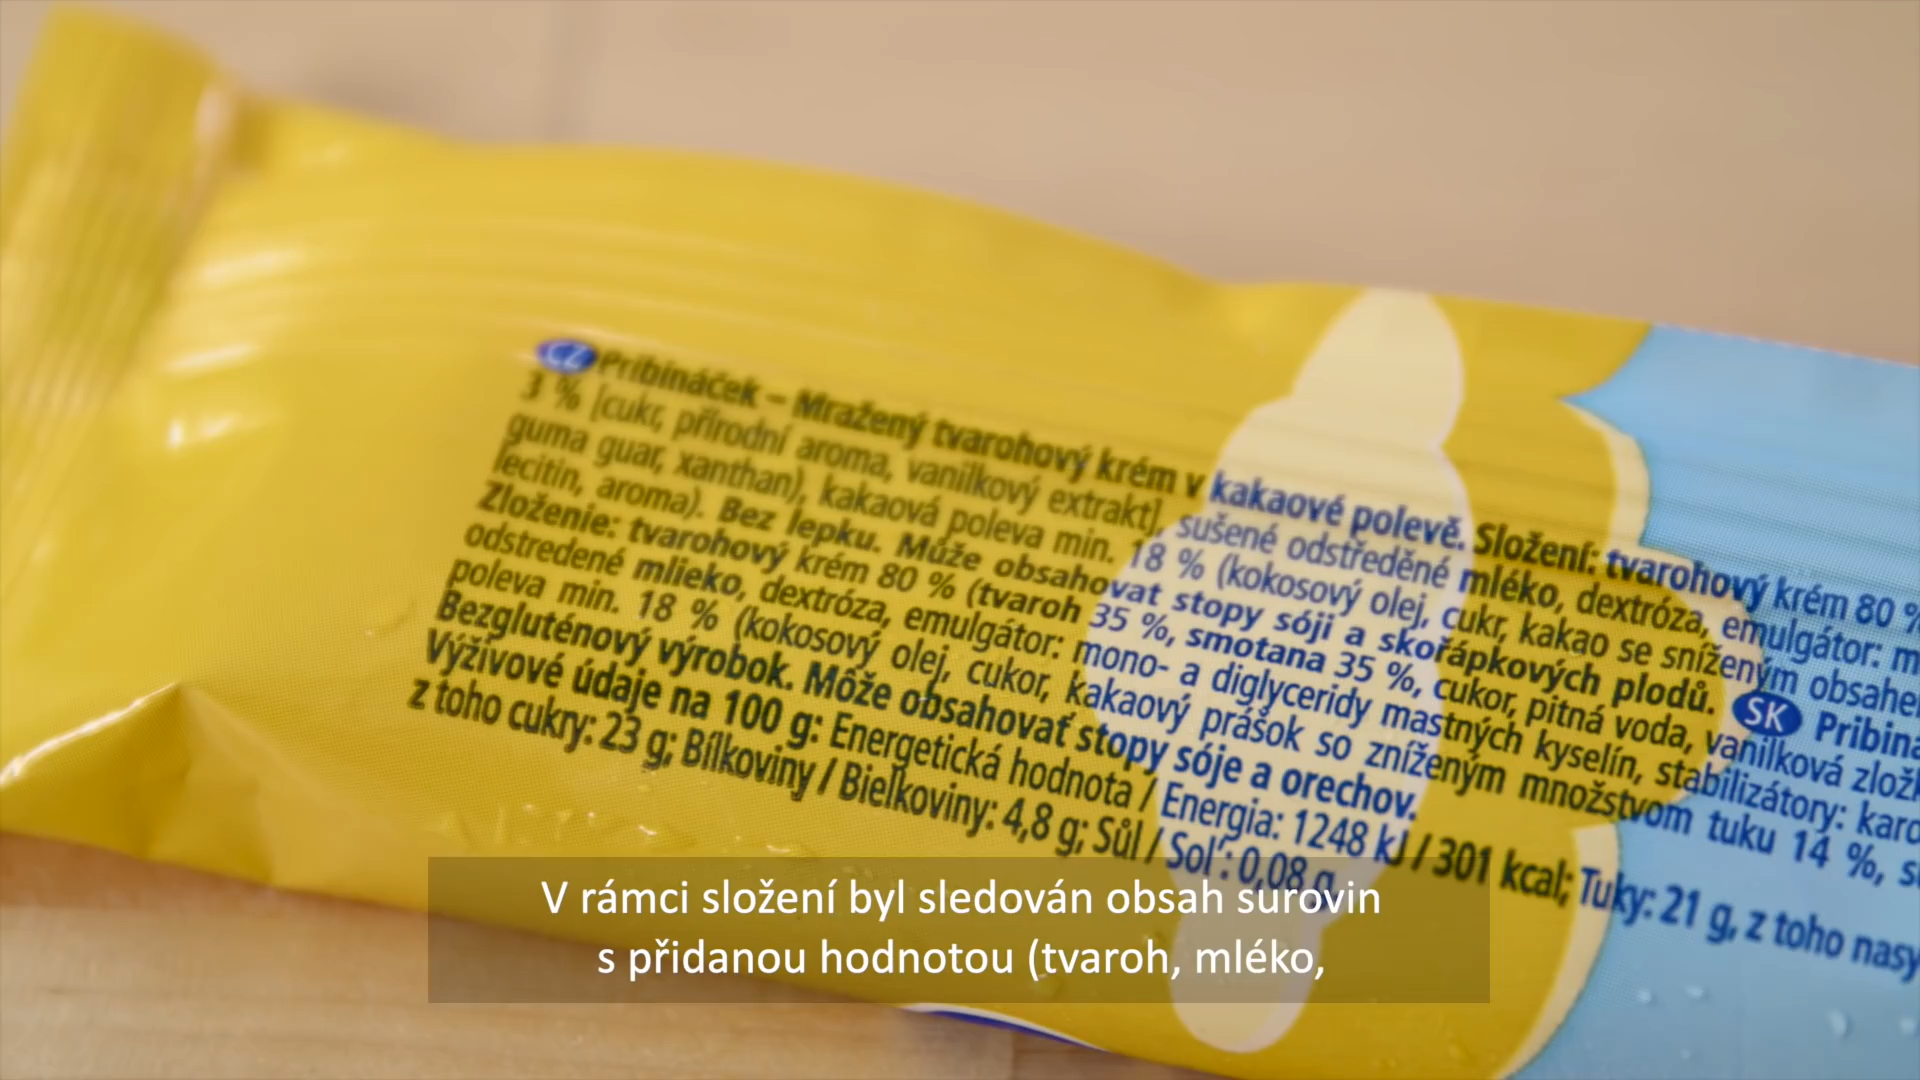 CZ Pribináček – Mražený tvarohový krém v kakaové polevě. Složení: tvarohový krém 80 %
3 % [cukr, přírodní aroma, vanilkový extrakt], sušené odstředěné mléko, dextróza, emulgátor:
guma guar, xanthan), kakaová poleva min. 18 % (kokosový olej, cukr, kakao se sníženým
lecitin, aroma). Bez lepku. Může obsahovat stopy sóji a skořápkových plodů. SK
Zloženie: tvarohový krém 80 % (tvaroh 35 %, smotana 35 %, cukor, pitná voda, vanilková
odstredené mlieko, dextróza, emulgátor: mono- a diglyceridy mastných kyselín, stabilizátory:
poleva min. 18 % (kokosový olej, cukor, kakaový prášok so zníženým množstvom tuku 14 %,
Bezgluténový výrobok. Môže obsahovať stopy sóje a orechov.
Výživové údaje na 100 g: Energetická hodnota / Energia: 1248 kJ / 301 kcal; Tuky: 21 g, z toho
z toho cukry: 23 g; Bílkoviny / Bielkoviny: 4,8 g; Sůl / Soľ: 0,08 g
V rámci složení byl sledován obsah surovin
s přidanou hodnotou (tvaroh, mléko,